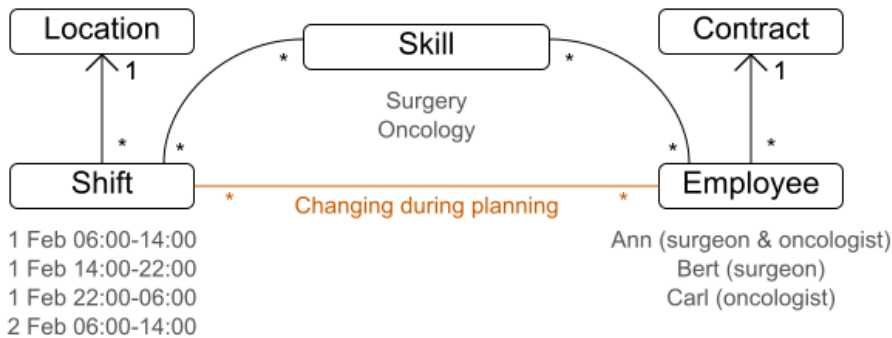 Location
Skill
Contract
1
*
*
1
Surgery
Oncology
*
*
*
*
Shift
Employee
*
Changing during planning
*
1 Feb 06:00-14:00
1 Feb 14:00-22:00
1 Feb 22:00-06:00
2 Feb 06:00-14:00
Ann (surgeon & oncologist)
Bert (surgeon)
Carl (oncologist)